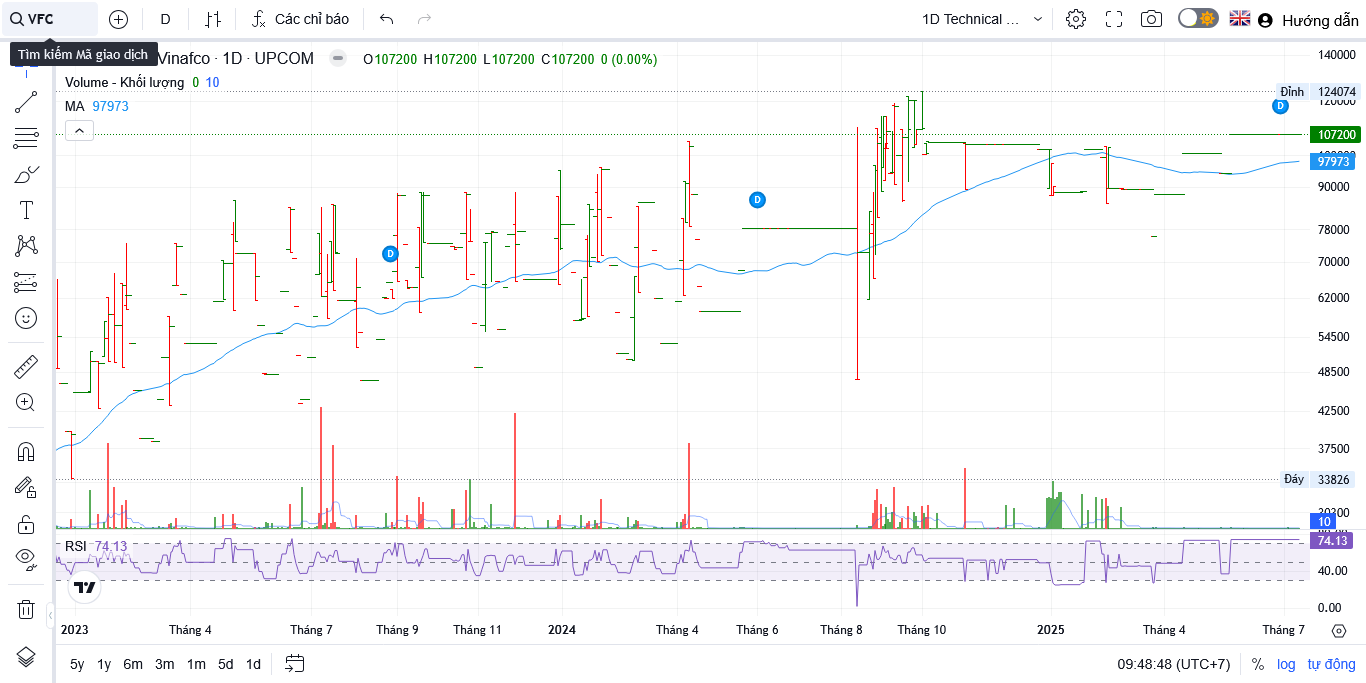 VFC
D
Các chỉ báo
1D Technical ...
Hướng dẫn
Tìm kiếm Mã giao dịch
Vinafco · 1D · UPCOM
O107200 H107200 L107200 C107200 0 (0.00%)
Volume - Khối lượng 0 10
MA 97973
140000
Đỉnh 124074
120000
D
107200
97973
90000
D
78000
D
70000
62000
54500
48500
42500
37500
Đáy 33826
10
RSI 74.13
74.13
40.00
0.00
2023
Tháng 4
Tháng 7
Tháng 9
Tháng 11
2024
Tháng 4
Tháng 6
Tháng 8
Tháng 10
2025
Tháng 4
Tháng 7
5y 1y 6m 3m 1m 5d 1d
09:48:48 (UTC+7)
% log tự động